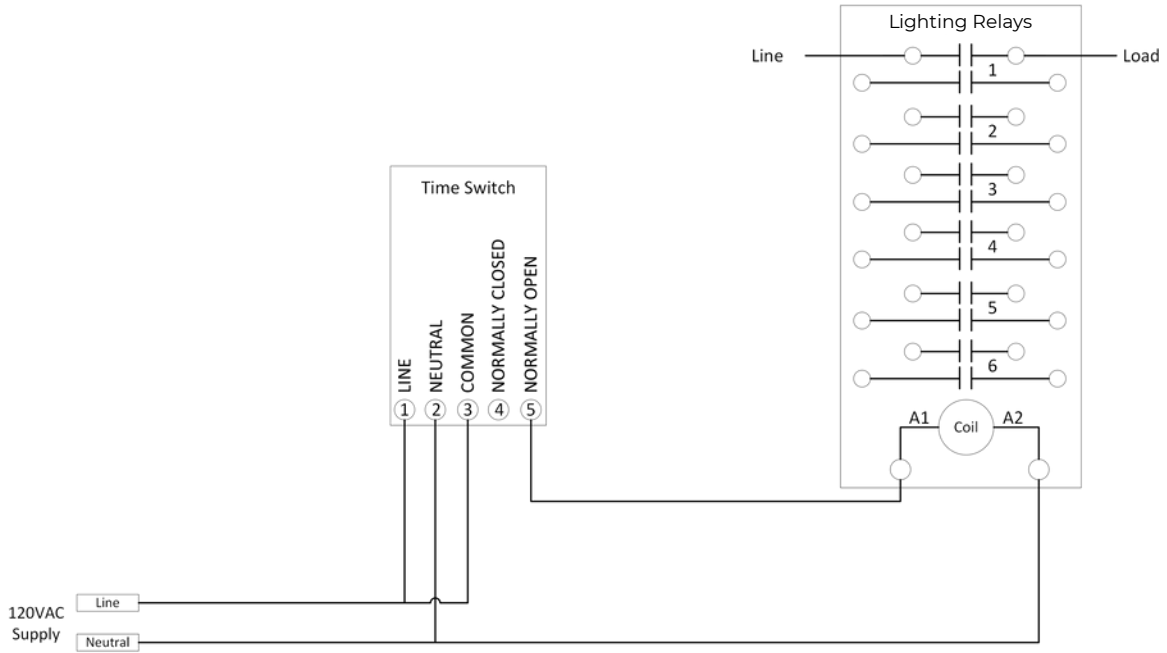 Lighting Relays
Line
Load
1
2
3
4
5
6
A1
Coil
A2
Time Switch
LINE
NEUTRAL
COMMON
NORMALLY CLOSED
NORMALLY OPEN
1
2
3
4
5
120VAC
Supply
Line
Neutral